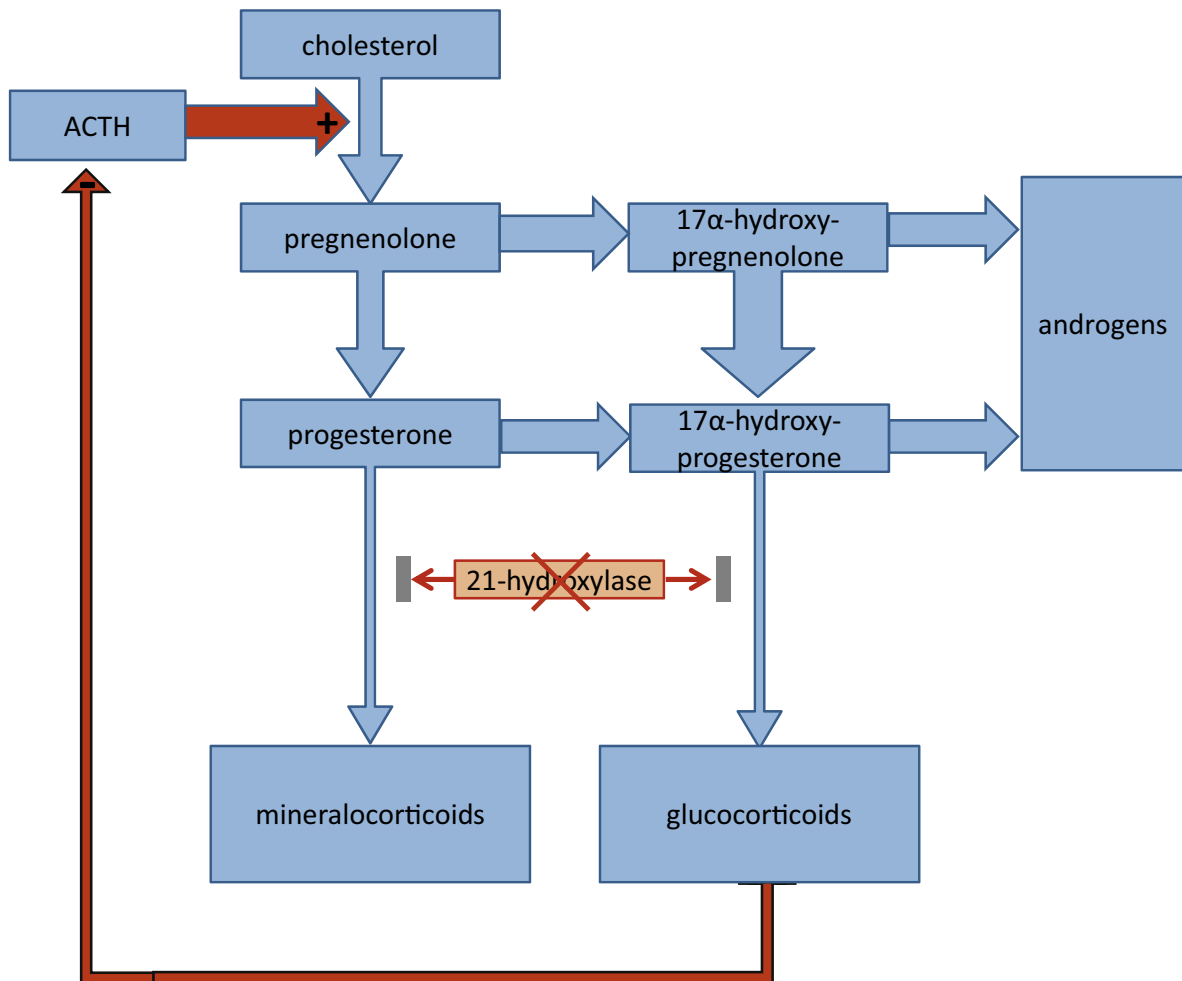 cholesterol
ACTH
+
-
pregnenolone
17α-hydroxy-
pregnenolone
androgens
progesterone
17α-hydroxy-
progesterone
21-hydroxylase
mineralocorticoids
glucocorticoids